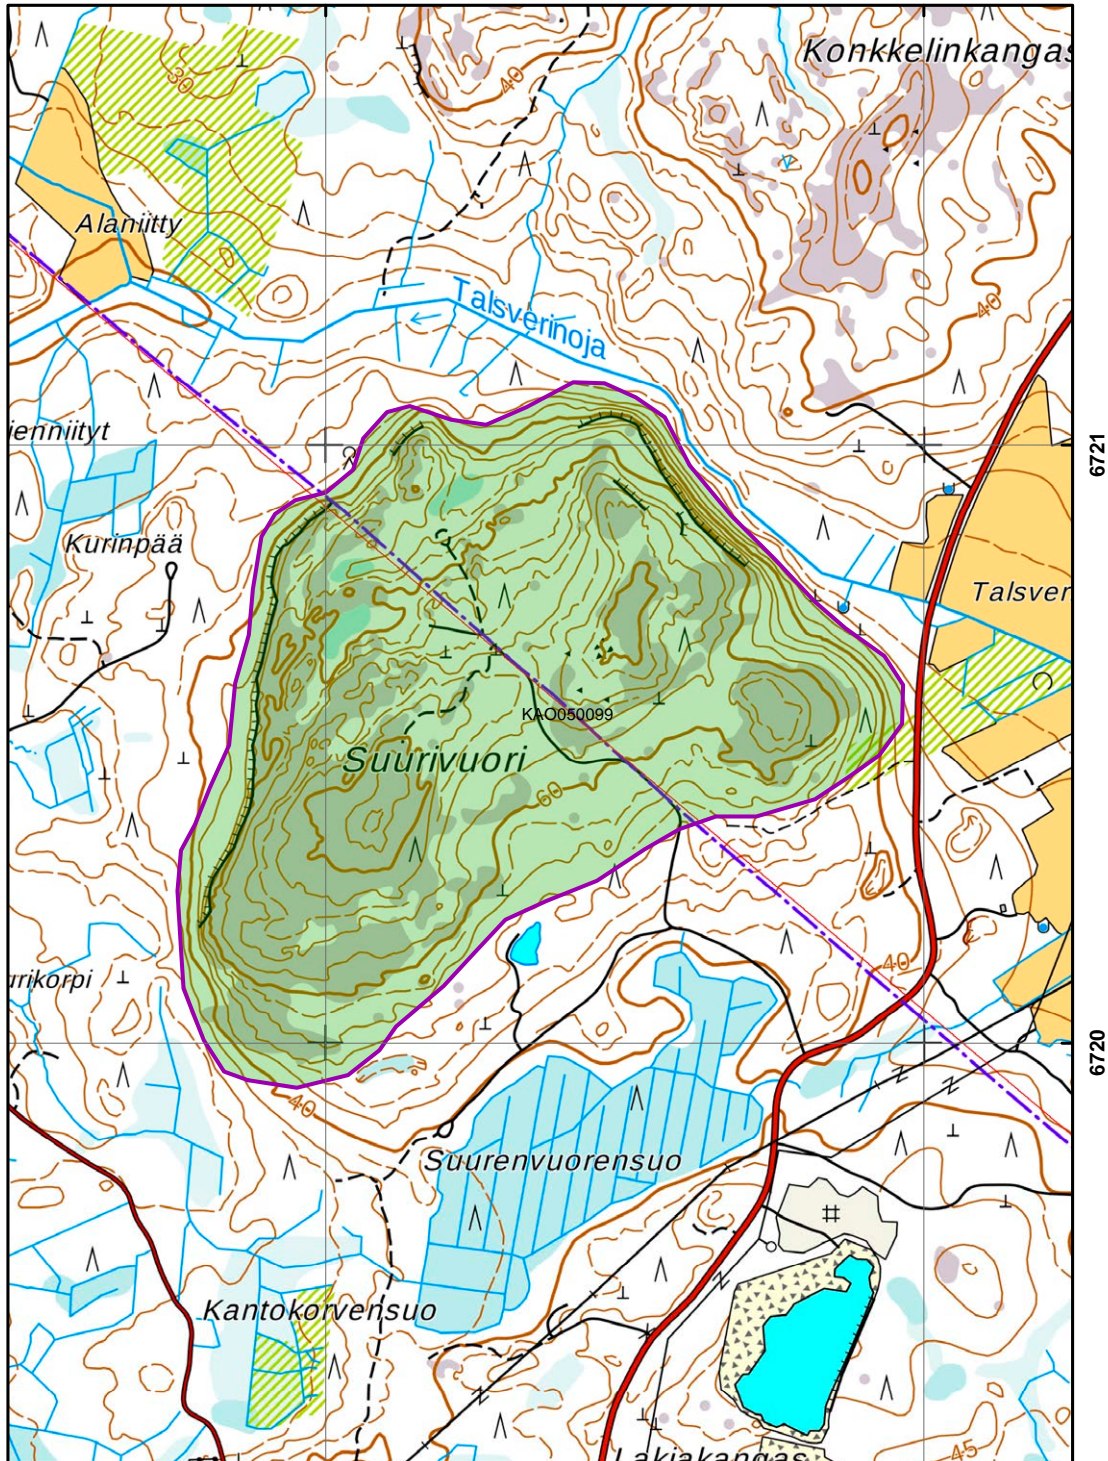 Konkkelinkangas
30
40
Alaniitty
Talsverinoja
40
ienniityt
6721
Kurinpää
Talsver
KAO050099
Suurivuori
60
40
urikorpi
6720
40
Suurenvuorensuo
Kantokorvensuo
Lakiakangas
45